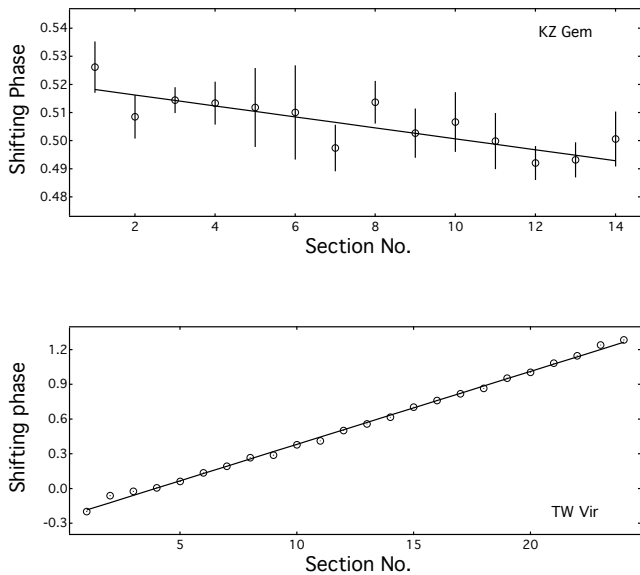 0.54
KZ Gem
0.53
0.52
0.51
0.50
0.49
0.48
Shifting Phase
2 4 6 8 10 12 14
Section No.
1.2
0.9
0.6
0.3
0.0
-0.3
Shifting phase
TW Vir
5 10 15 20
Section No.